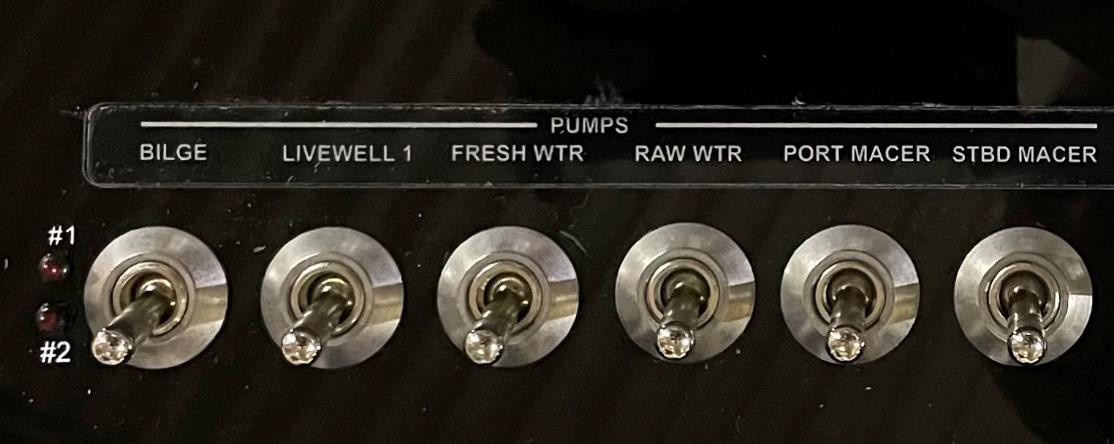 PUMPS
BILGE LIVEWELL 1 FRESH WTR RAW WTR PORT MACER STBD MACER
#1
#2